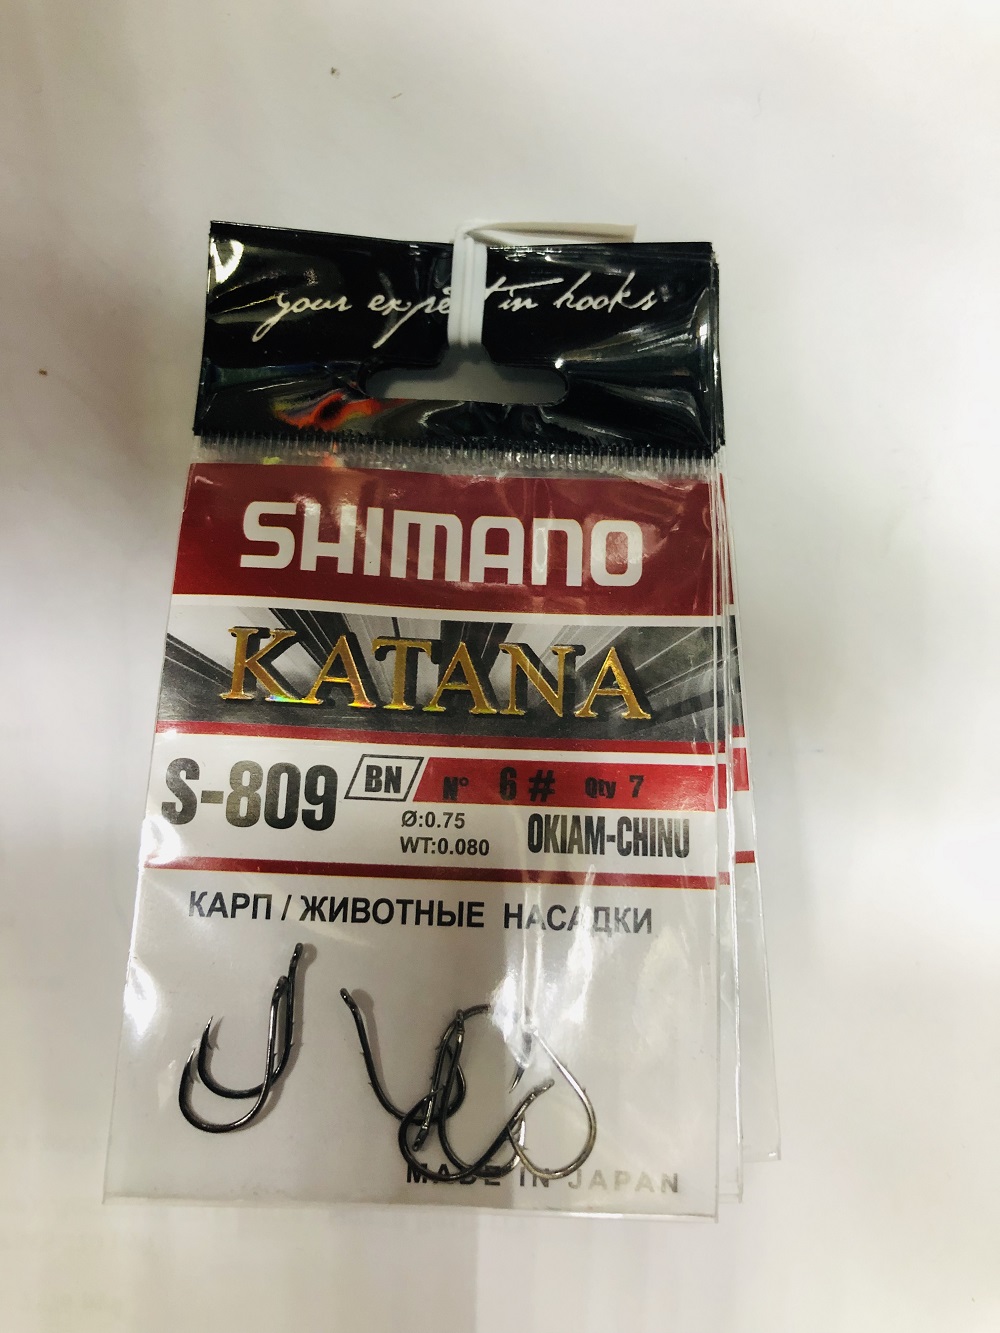 your expert in hooks
SHIMANO
KATANA
S-809 BN N° 6# Qty 7
Ø:0.75
WT:0.080 OKIAM-CHINU
КАРП / ЖИВОТНЫЕ НАСАДКИ
MADE IN JAPAN